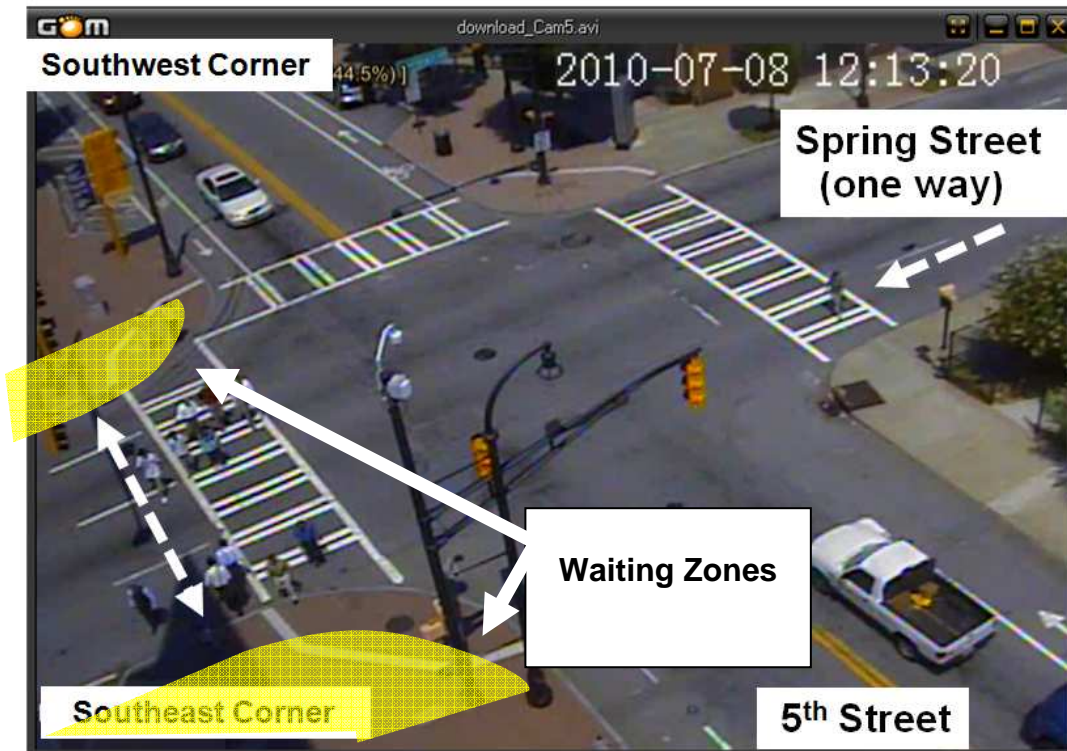 GOM
download_Cam5.avi
Southwest Corner
44.5%) ]
2010-07-08 12:13:20
Spring Street
(one way)
Waiting Zones
Southeast Corner
5th Street